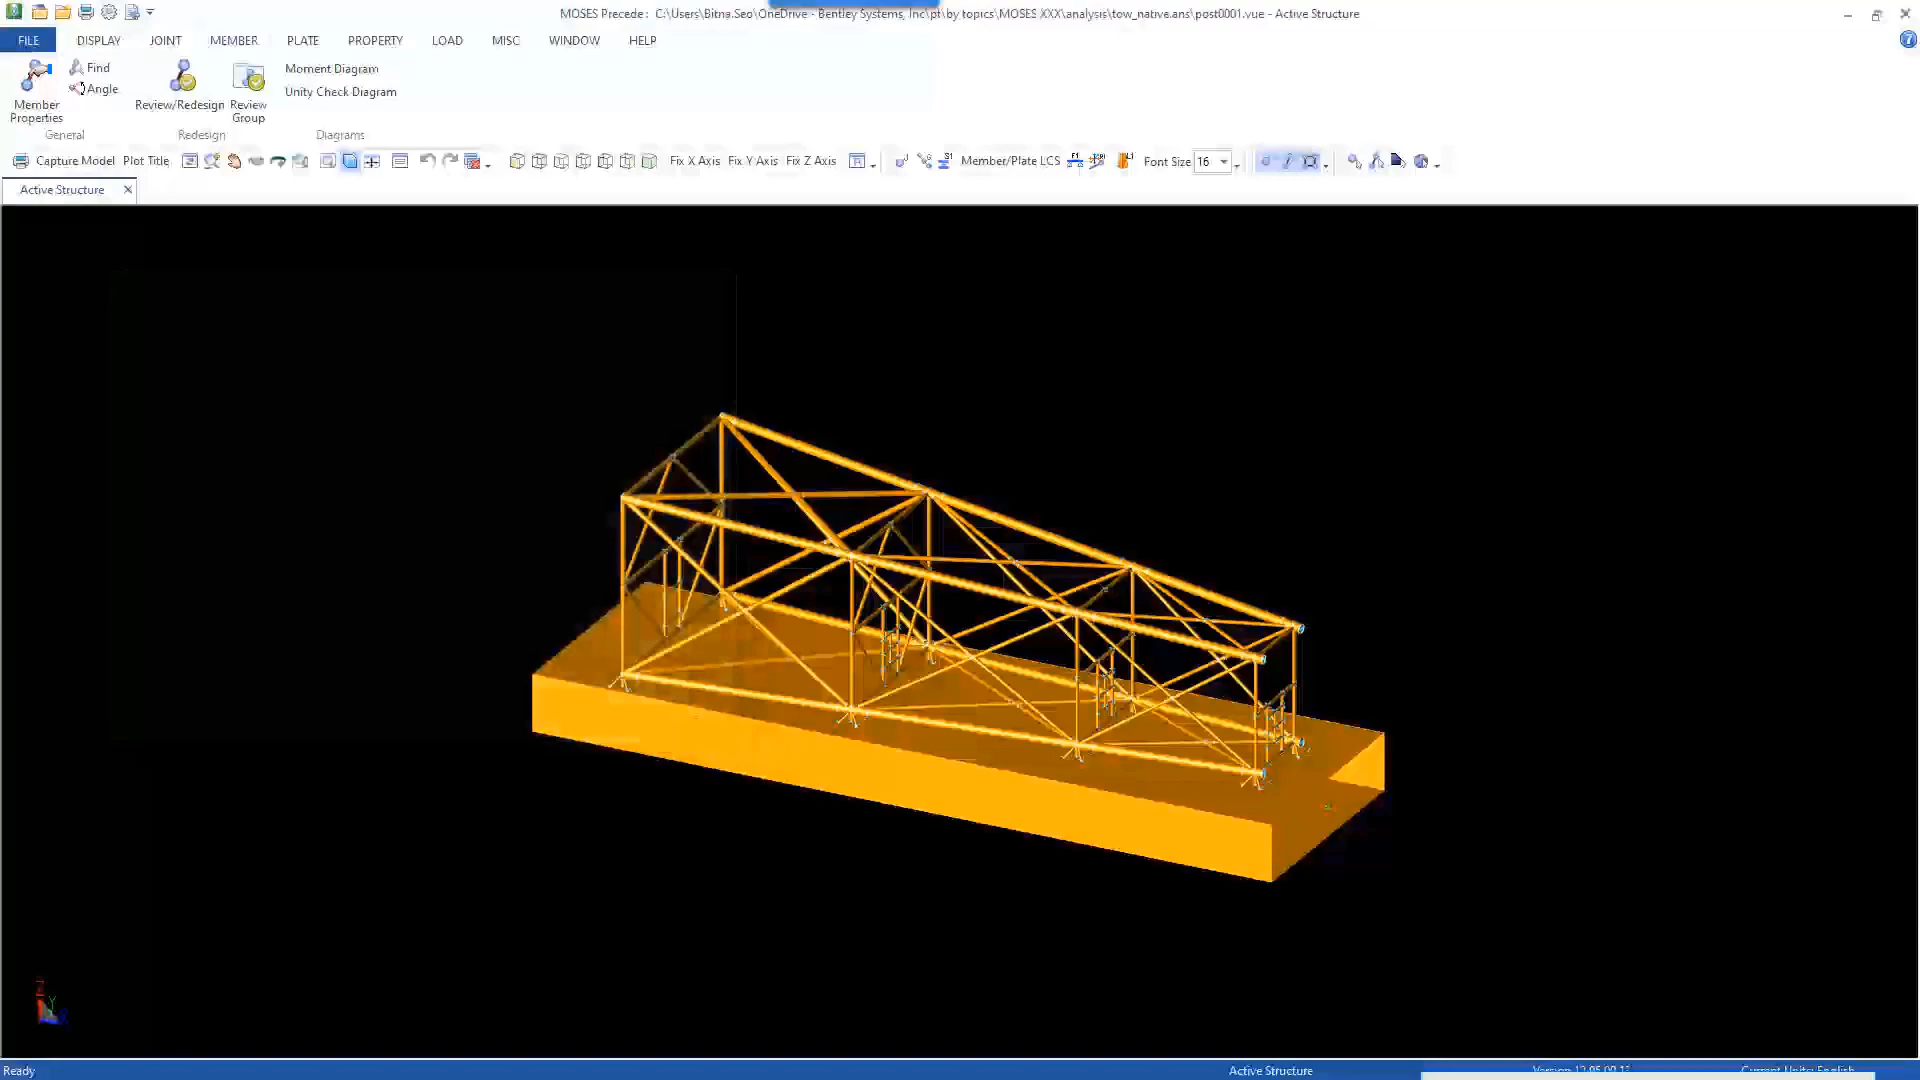 MOSES Precede : C:\Users\Bitna.Seo\OneDrive - Bentley Systems, Inc\pt\by topics\MOSES XXX\analysis\tow_native.ans\post0001.vue - Active Structure
FILE DISPLAY JOINT MEMBER PLATE PROPERTY LOAD MISC WINDOW HELP
Member Properties
Find
Angle
General
Review/Redesign
Review Group
Redesign
Moment Diagram
Unity Check Diagram
Diagrams
Capture Model Plot Title Fix X Axis Fix Y Axis Fix Z Axis Member/Plate LCS Font Size 16
Active Structure
Z
Y
Ready Active Structure Current Units: English